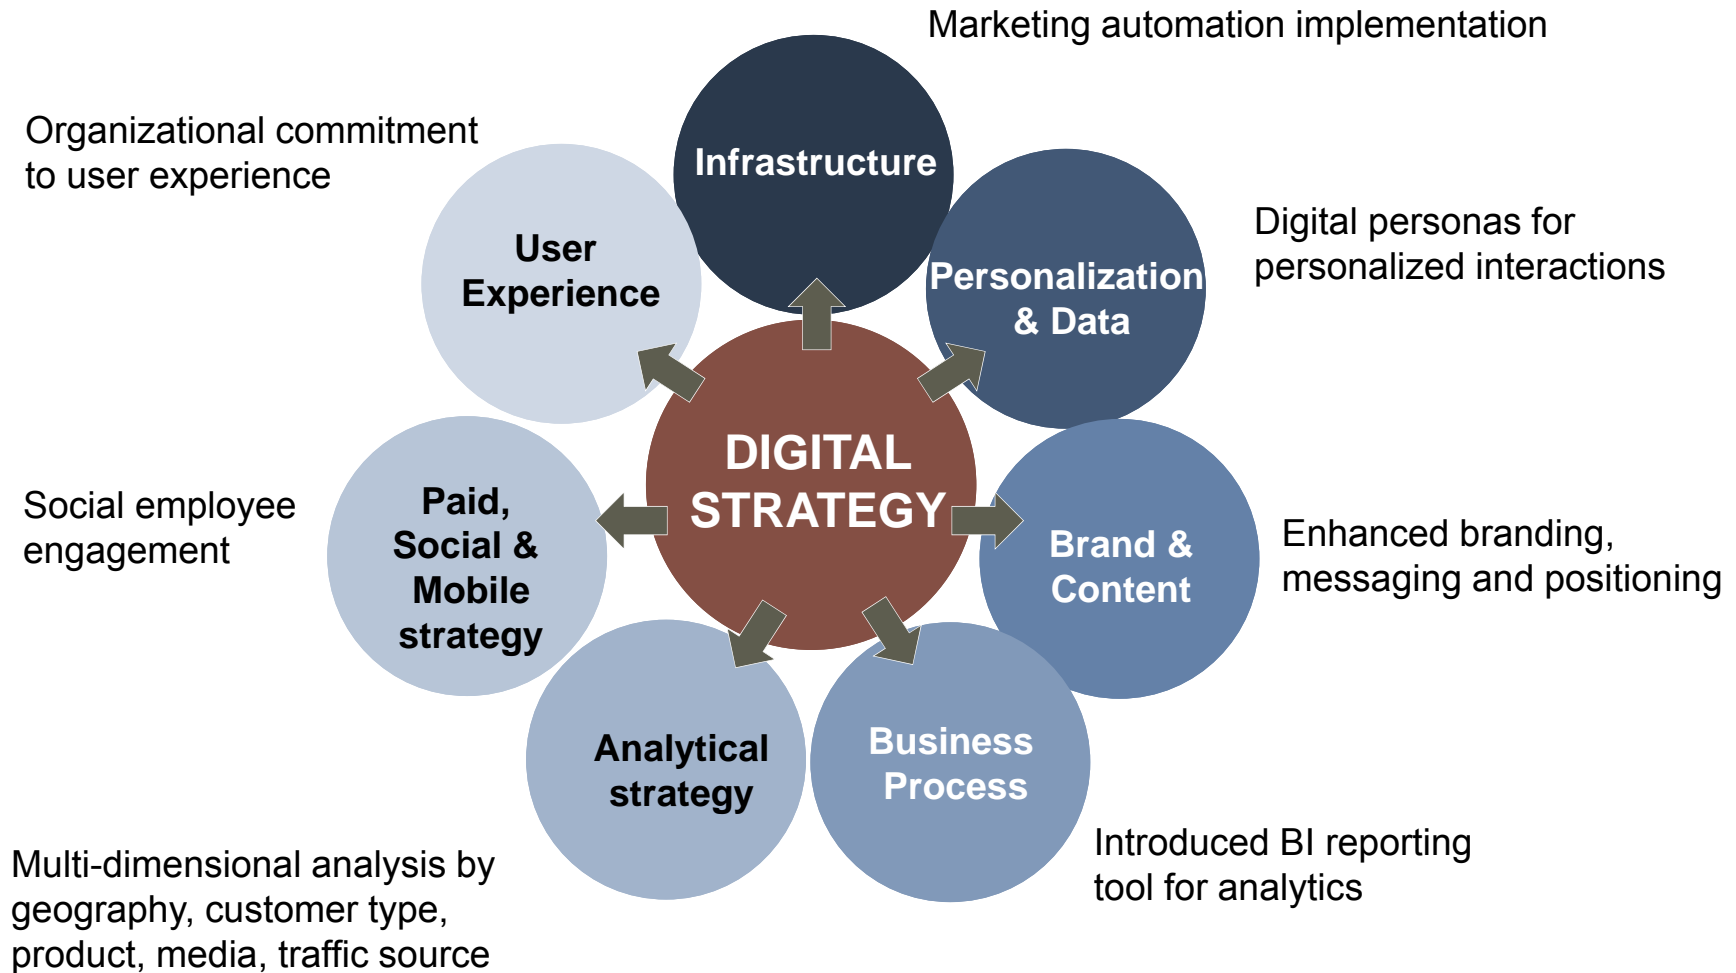 Marketing automation implementation
Infrastructure
Organizational commitment
to user experience
User
Experience
Digital personas for
personalized interactions
Personalization
& Data
DIGITAL
STRATEGY
Social employee
engagement
Paid,
Social &
Mobile
strategy
Brand &
Content
Enhanced branding,
messaging and positioning
Analytical
strategy
Business
Process
Multi-dimensional analysis by
geography, customer type,
product, media, traffic source
Introduced BI reporting
tool for analytics